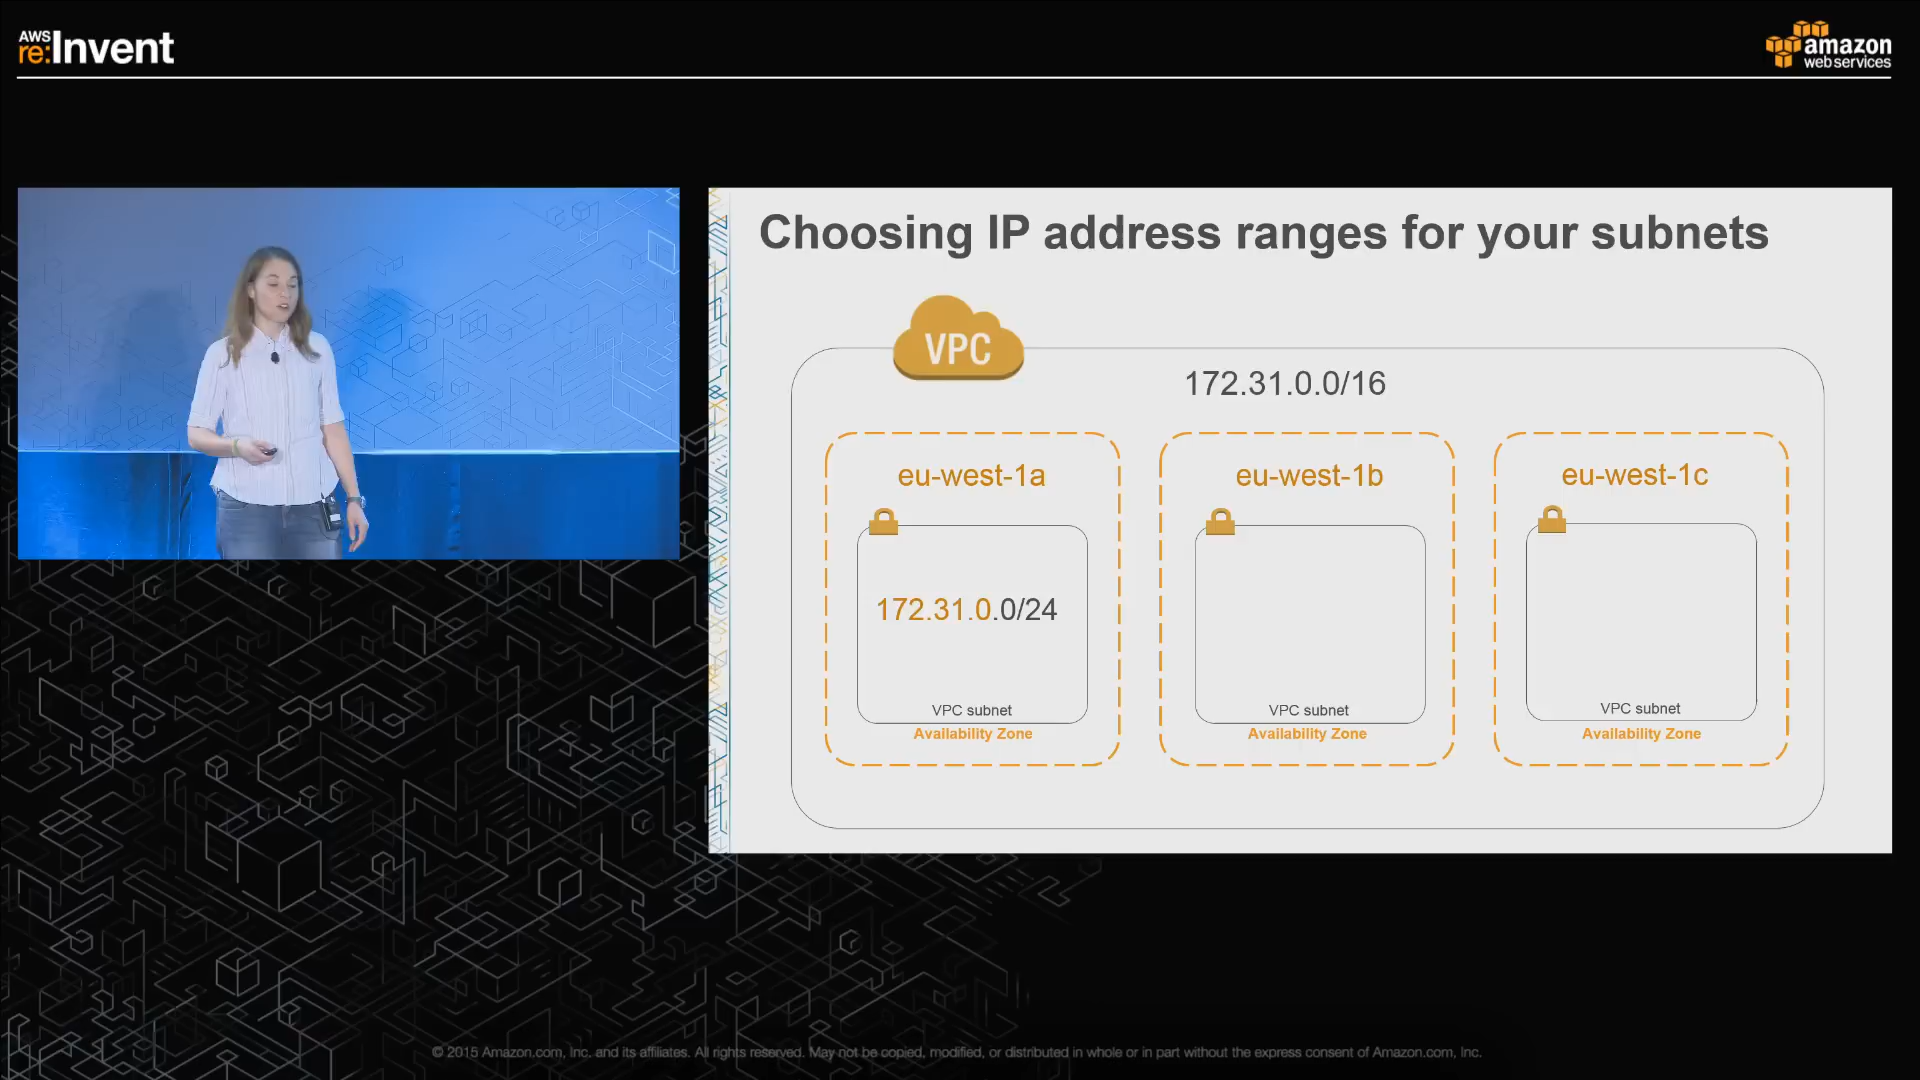 AWS
re:Invent
amazon
webservices
Choosing IP address ranges for your subnets
VPC
172.31.0.0/16
eu-west-1a
eu-west-1b
eu-west-1c
172.31.0.0/24
VPC subnet
VPC subnet
VPC subnet
Availability Zone
Availability Zone
Availability Zone
© 2015 Amazon.com, Inc. and its affiliates. All rights reserved. May not be copied, modified, or distributed in whole or in part without the express consent of Amazon.com, Inc.